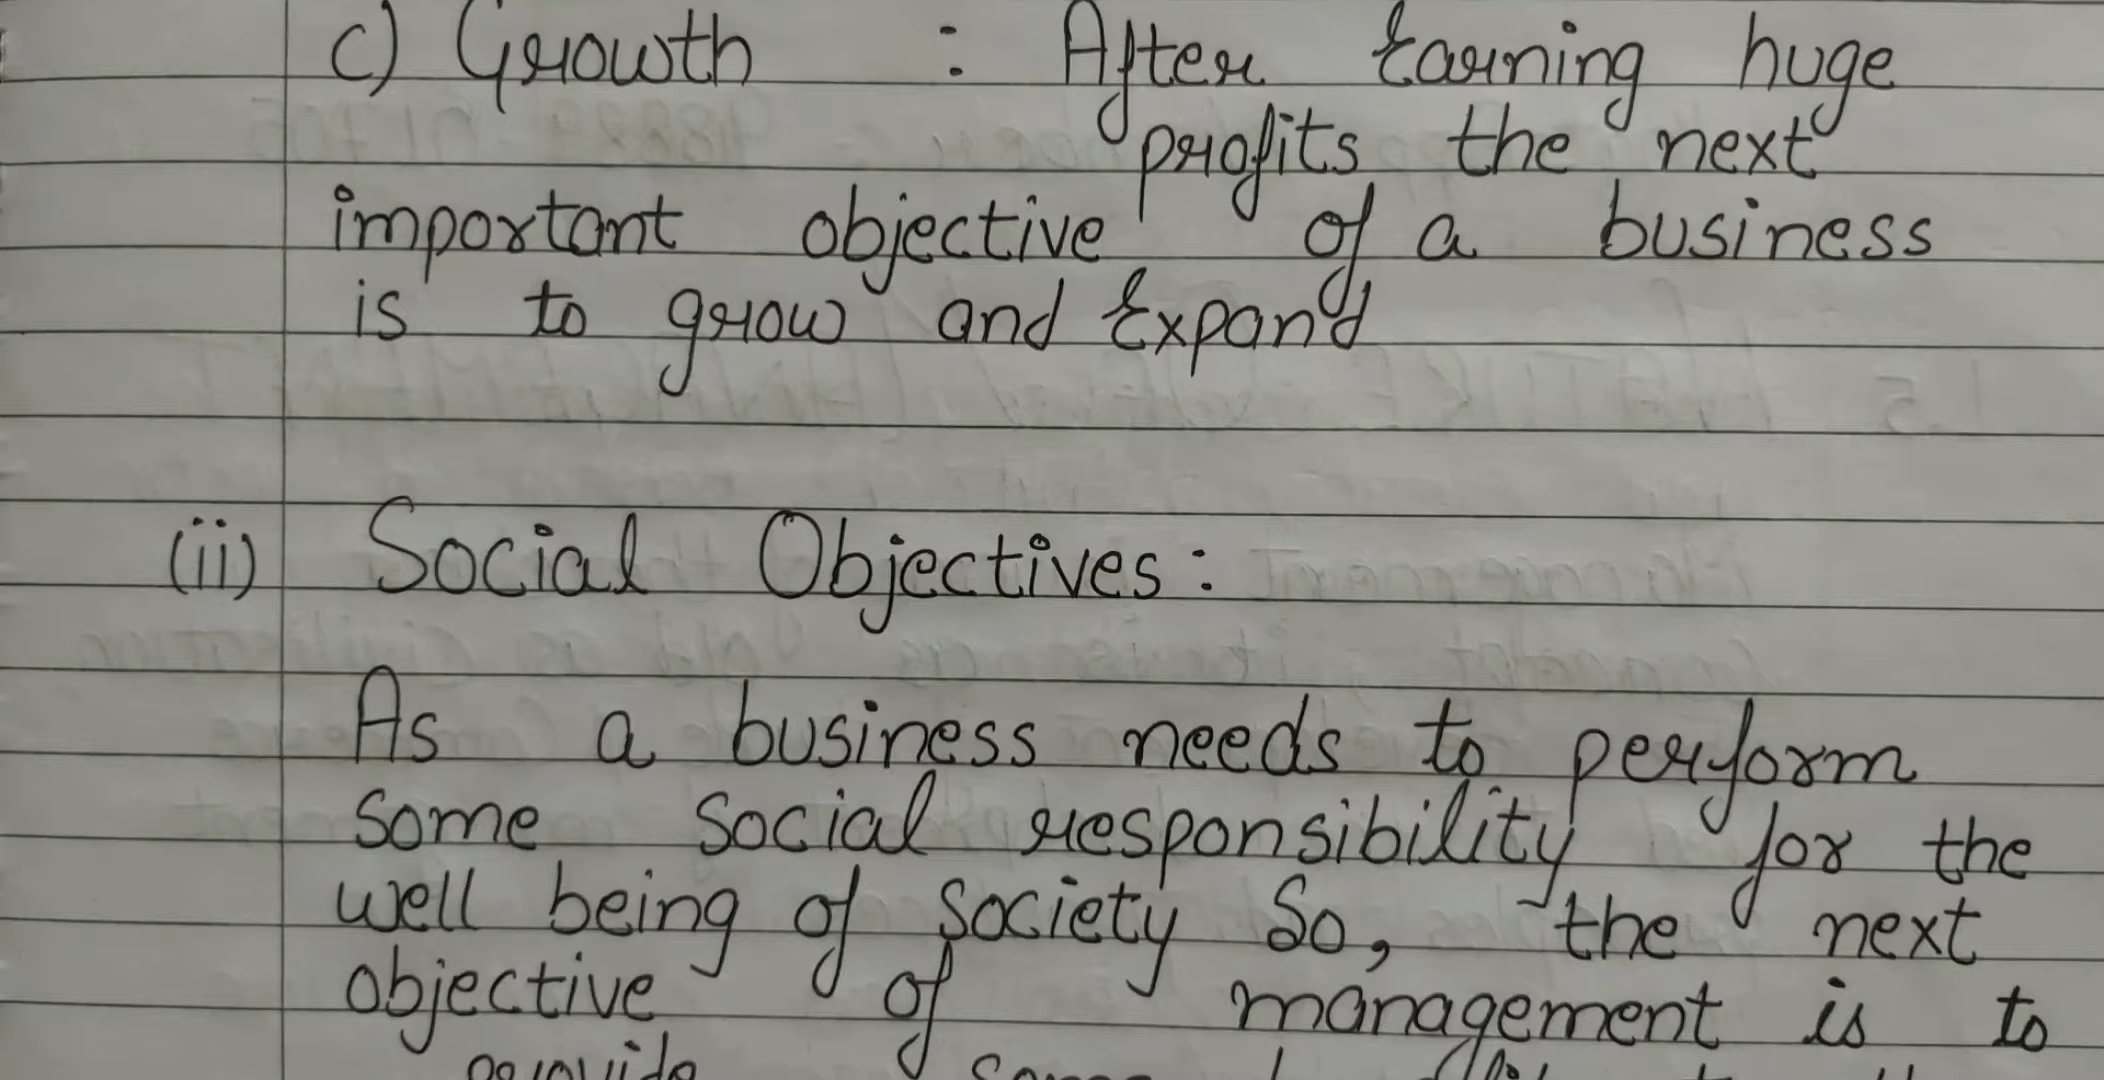 c) Growth : After Earning huge
profits the next
important objective of a business
is to grow and Expand
(ii) Social Objectives:
As a business needs to perform
some social responsibility for the
well being of society So, the next
objective of management is to
provide some